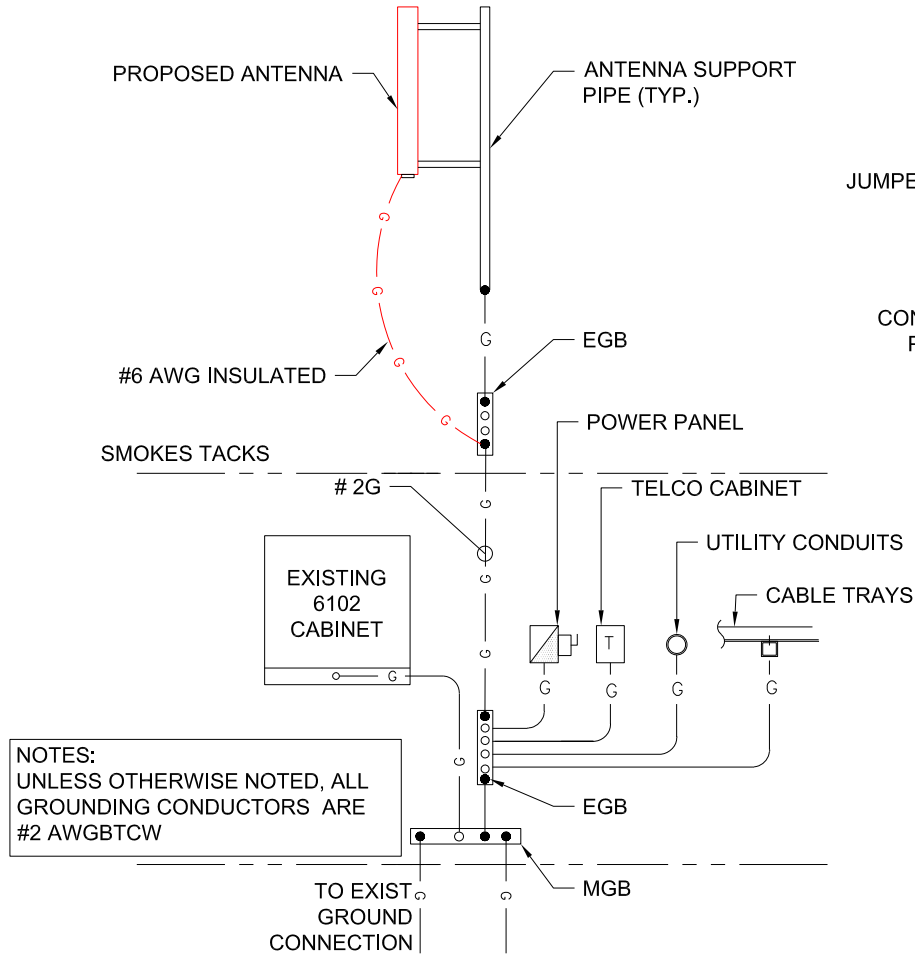 PROPOSED ANTENNA
ANTENNA SUPPORT
PIPE (TYP.)
JUMPE
G
G
G
G
G
CON
F
EGB
#6 AWG INSULATED
POWER PANEL
SMOKES TACKS
# 2G
G
TELCO CABINET
UTILITY CONDUITS
G
EXISTING
6102
CABINET
CABLE TRAYS
T
G
G
G
G
G
G
G
NOTES:
UNLESS OTHERWISE NOTED, ALL
GROUNDING CONDUCTORS ARE
#2 AWGBTCW
EGB
MGB
G
G
TO EXIST
GROUND
CONNECTION